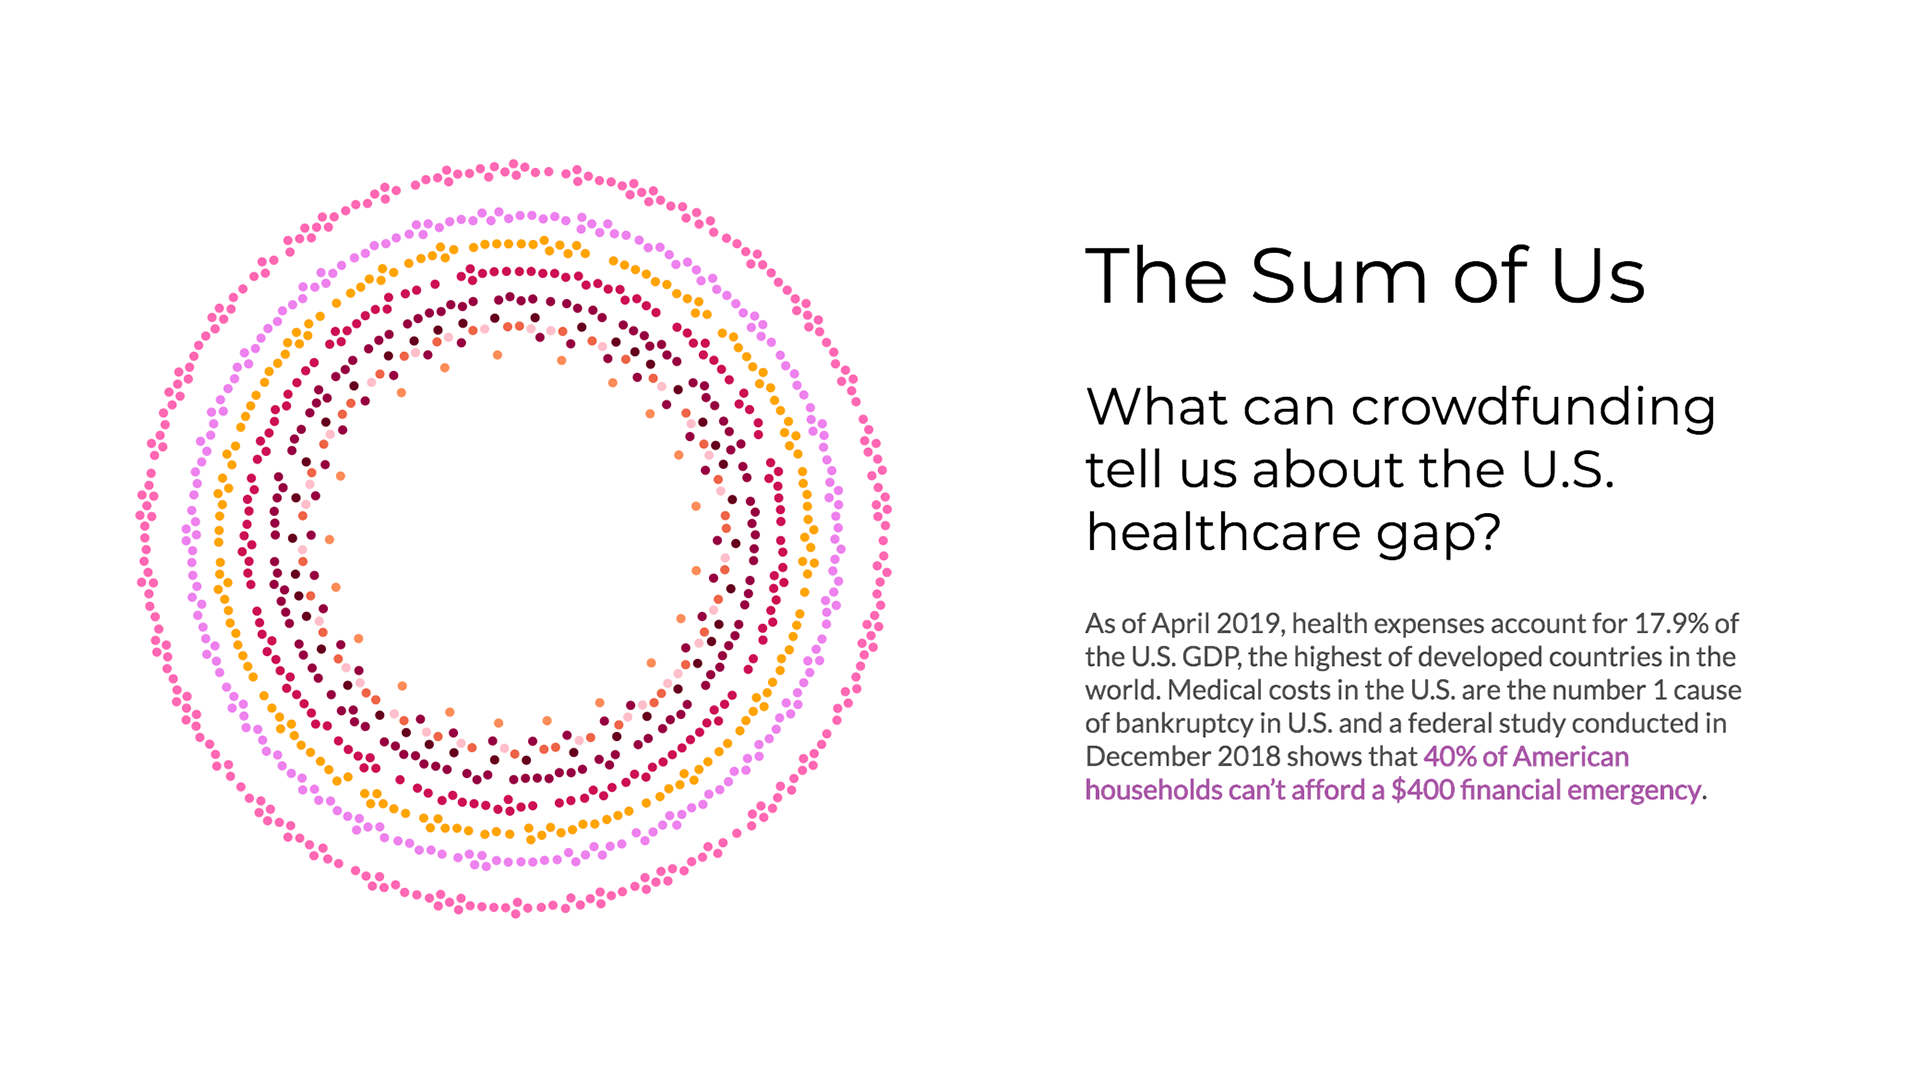 The Sum of Us
What can crowdfunding
tell us about the U.S.
healthcare gap?
As of April 2019, health expenses account for 17.9% of
the U.S. GDP, the highest of developed countries in the
world. Medical costs in the U.S. are the number 1 cause
of bankruptcy in U.S. and a federal study conducted in
December 2018 shows that 40% of American
households can’t afford a $400 financial emergency.